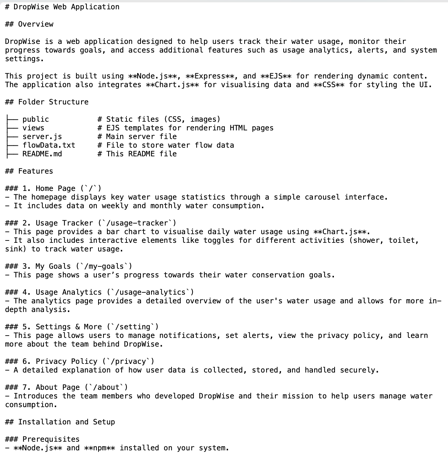 # DropWise Web Application
## Overview
DropWise is a web application designed to help users track their water usage, monitor their
progress towards goals, and access additional features such as usage analytics, alerts, and system
settings.
This project is built using **Node.js**, **Express**, and **EJS** for rendering dynamic content.
The application also integrates **Chart.js** for visualising data and **CSS** for styling the UI.
## Folder Structure
├── public # Static files (CSS, images)
├── views # EJS templates for rendering HTML pages
├── server.js # Main server file
├── flowData.txt # File to store water flow data
├── README.md # This README file
## Features
### 1. Home Page (`/`)
- The homepage displays key water usage statistics through a simple carousel interface.
- It includes data on weekly and monthly water consumption.
### 2. Usage Tracker (`/usage-tracker`)
- This page provides a bar chart to visualise daily water usage using **Chart.js**.
- It also includes interactive elements like toggles for different activities (shower, toilet,
sink) to track water usage.
### 3. My Goals (`/my-goals`)
- This page shows a user's progress towards their water conservation goals.
### 4. Usage Analytics (`/usage-analytics`)
- The analytics page provides a detailed overview of the user's water usage and allows for more in-
depth analysis.
### 5. Settings & More (`/setting`)
- This page allows users to manage notifications, set alerts, view the privacy policy, and learn
more about the team behind DropWise.
### 6. Privacy Policy (`/privacy`)
- A detailed explanation of how user data is collected, stored, and handled securely.
### 7. About Page (`/about`)
- Introduces the team members who developed DropWise and their mission to help users manage water
consumption.
## Installation and Setup
### Prerequisites
- **Node.js** and **npm** installed on your system.